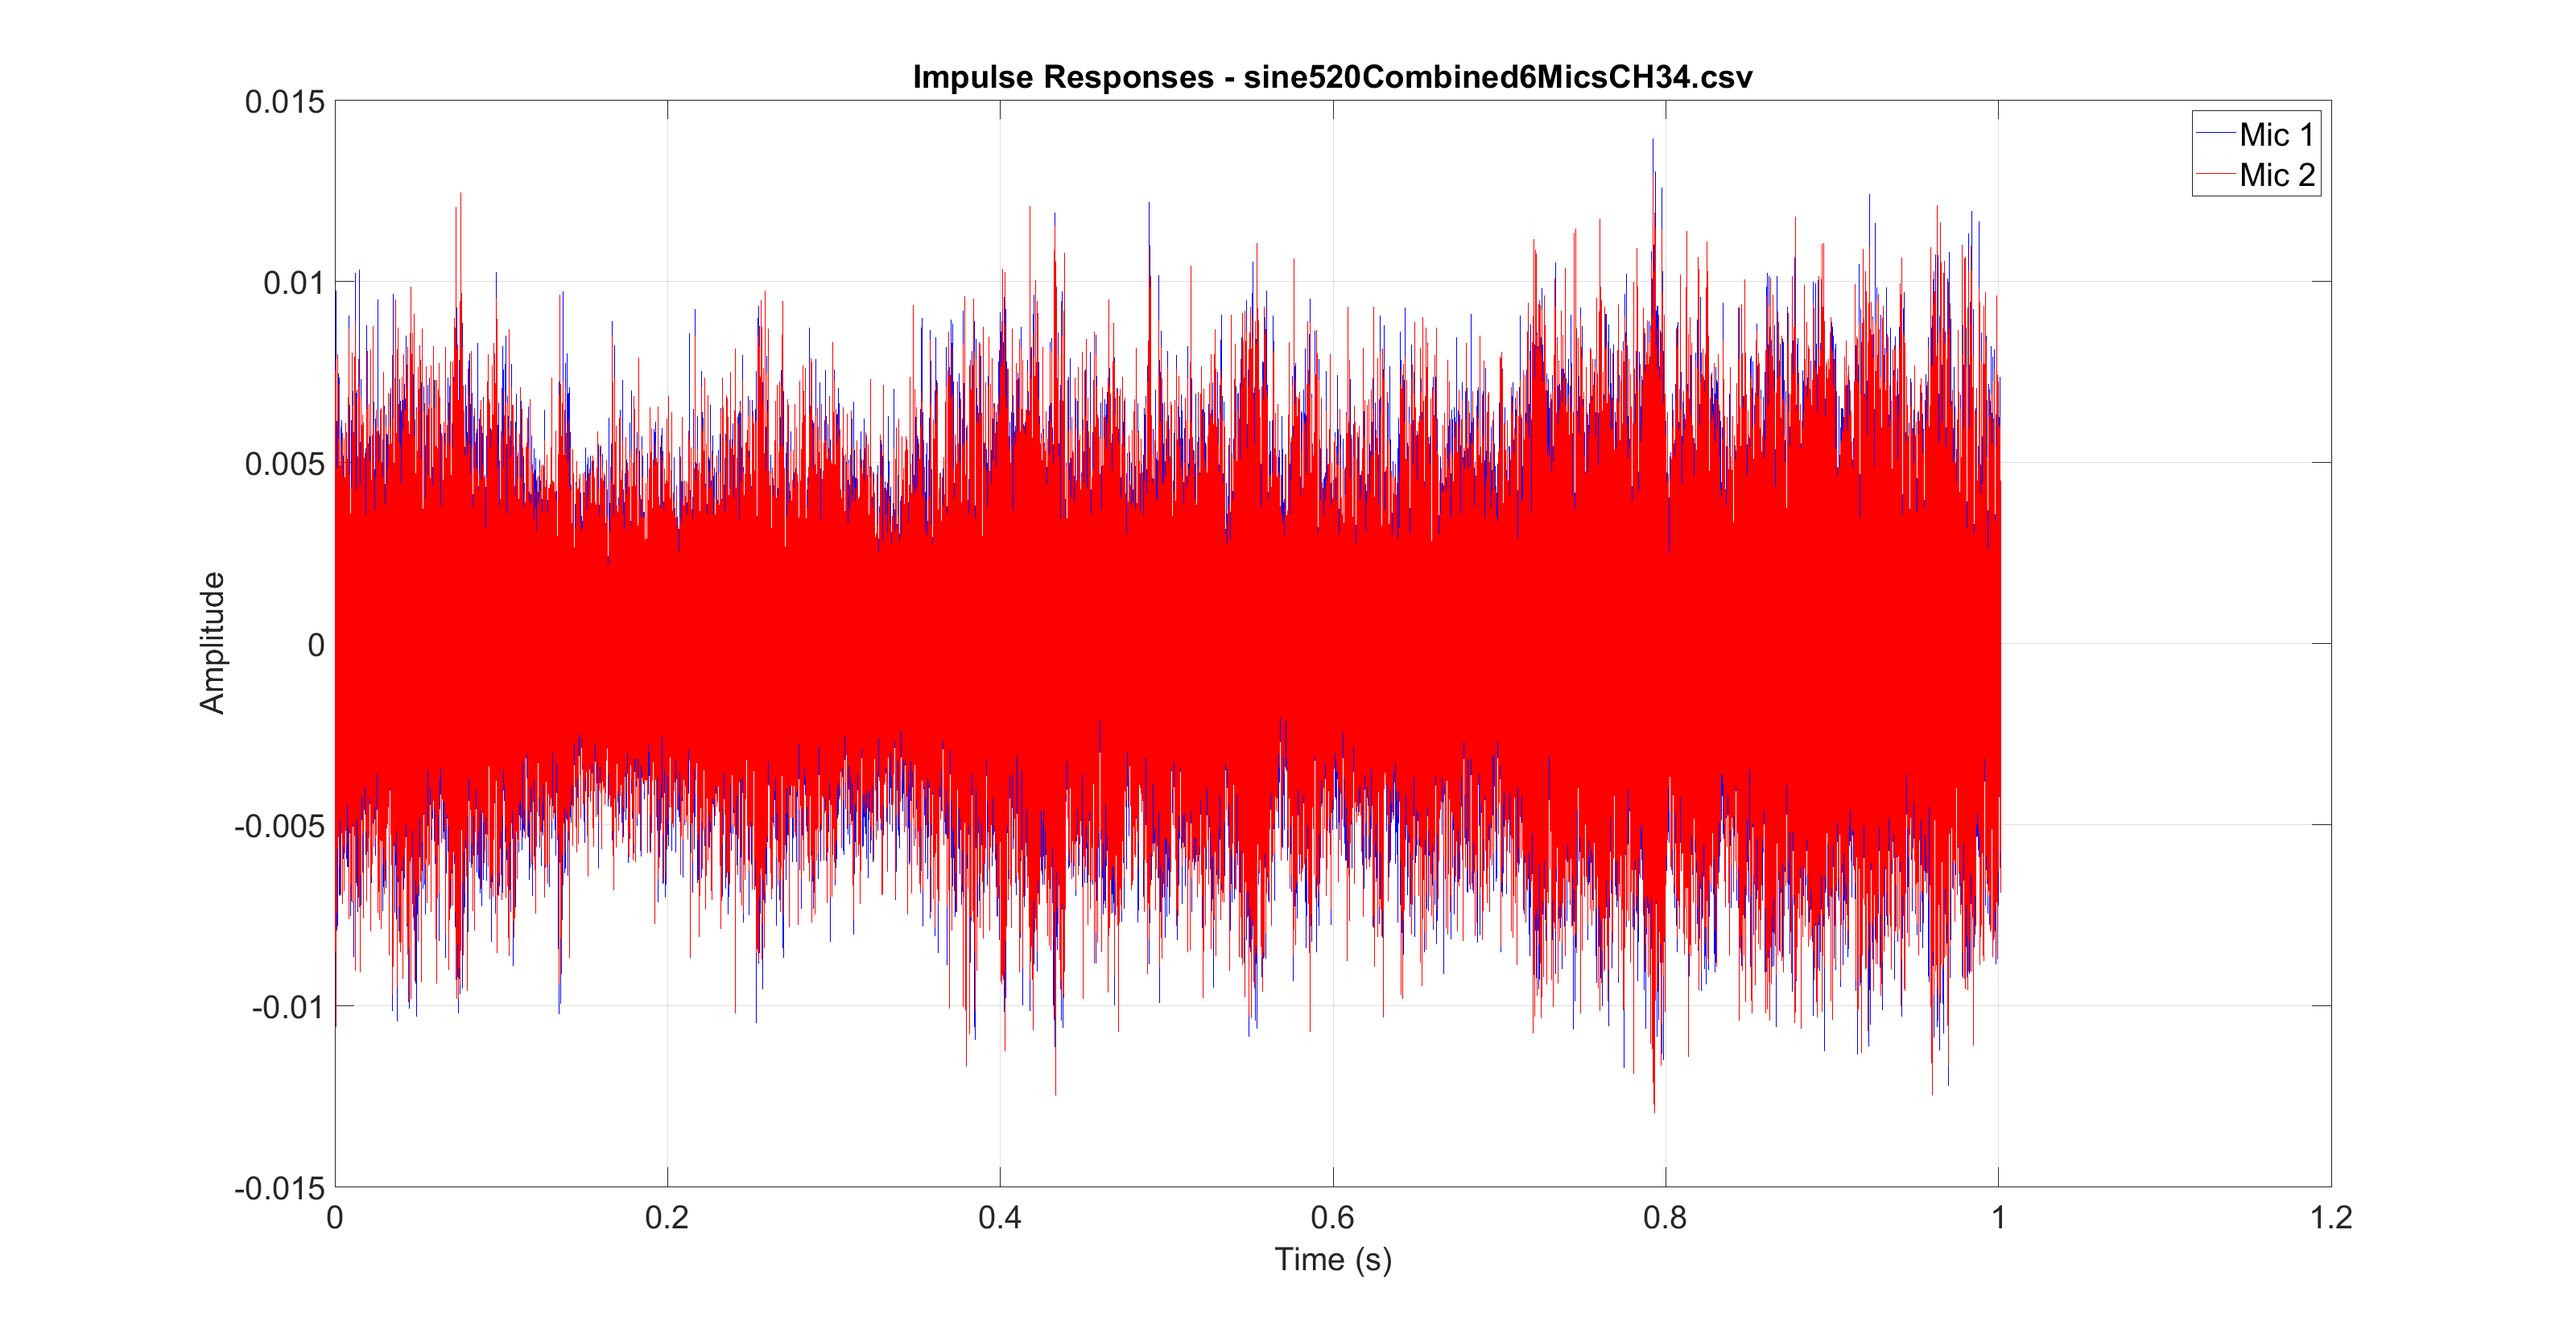 Impulse Responses - sine520Combined6MicsCH34.csv
0.015
0.01
0.005
0
-0.005
-0.01
-0.015
Amplitude
Mic 1
Mic 2
0 0.2 0.4 0.6 0.8 1 1.2
Time (s)